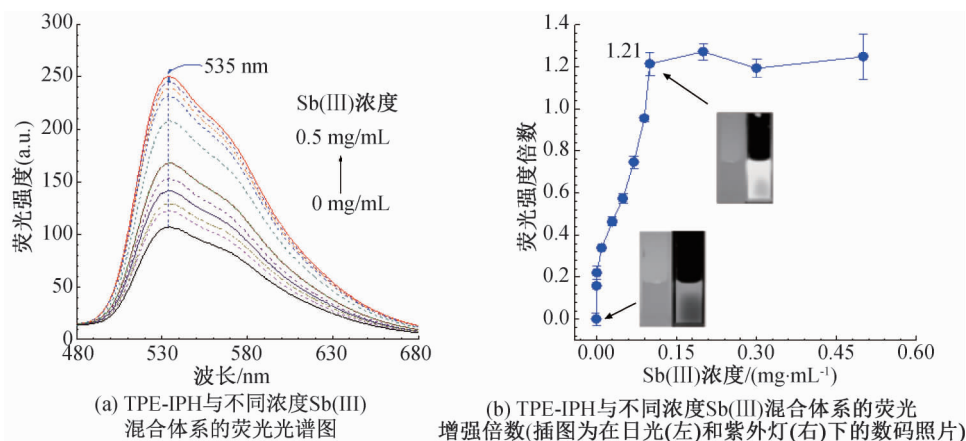 300
250
200
150
100
50
0
荧光强度(a.u.)
535 nm
Sb(III)浓度
0.5 mg/mL
0 mg/mL
480 530 580 630 680
波长/nm
(a) TPE-IPH与不同浓度Sb(III)
混合体系的荧光光谱图
1.4
1.2
1.0
0.8
0.6
0.4
0.2
0.0
荧光强度倍数
1.21
0.00 0.15 0.30 0.45 0.60
Sb(III)浓度/(mg·mL⁻¹)
(b) TPE-IPH与不同浓度Sb(III)混合体系的荧光
增强倍数(插图为在日光(左)和紫外灯(右)下的数码照片)